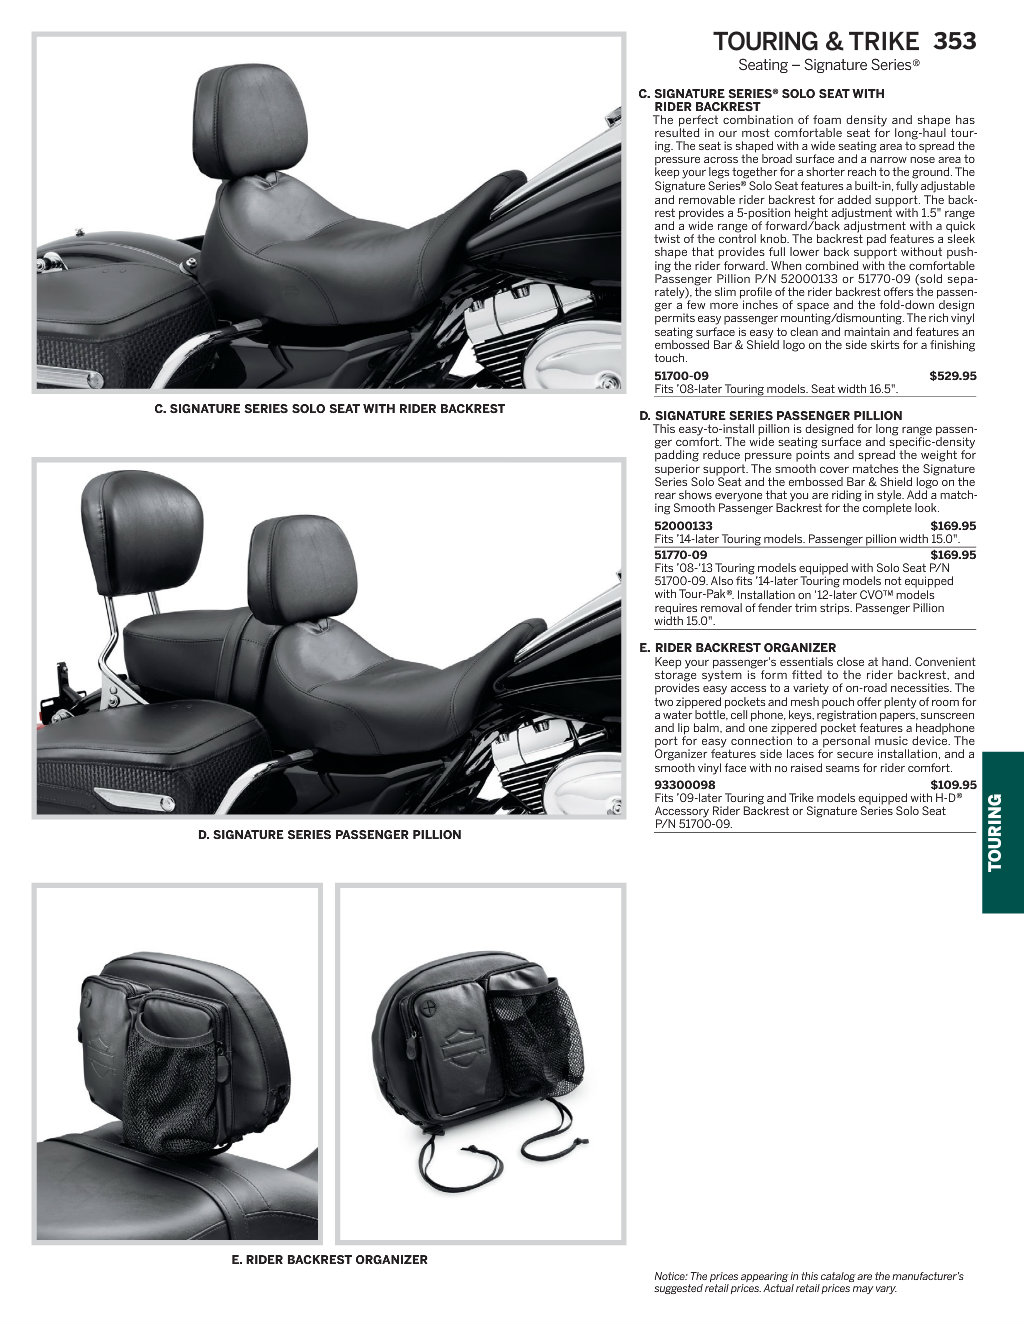 TOURING & TRIKE 353
Seating – Signature Series®
C. SIGNATURE SERIES® SOLO SEAT WITH
RIDER BACKREST
The perfect combination of foam density and shape has
resulted in our most comfortable seat for long-haul tour-
ing. The seat is shaped with a wide seating area to spread the
pressure across the broad surface and a narrow nose area to
keep your legs together for a shorter reach to the ground. The
Signature Series® Solo Seat features a built-in, fully adjustable
and removable rider backrest for added support. The back-
rest provides a 5-position height adjustment with 1.5" range
and a wide range of forward/back adjustment with a quick
twist of the control knob. The backrest pad features a sleek
shape that provides full lower back support without push-
ing the rider forward. When combined with the comfortable
Passenger Pillion P/N 52000133 or 51770-09 (sold sepa-
rately), the slim profile of the rider backrest offers the passen-
ger a few more inches of space and the fold-down design
permits easy passenger mounting/dismounting. The rich vinyl
seating surface is easy to clean and maintain and features an
embossed Bar & Shield logo on the side skirts for a finishing
touch.
51700-09 $529.95
Fits '08-later Touring models. Seat width 16.5".
C. SIGNATURE SERIES SOLO SEAT WITH RIDER BACKREST
D. SIGNATURE SERIES PASSENGER PILLION
This easy-to-install pillion is designed for long range passen-
ger comfort. The wide seating surface and specific-density
padding reduce pressure points and spread the weight for
superior support. The smooth cover matches the Signature
Series Solo Seat and the embossed Bar & Shield logo on the
rear shows everyone that you are riding in style. Add a match-
ing Smooth Passenger Backrest for the complete look.
52000133 $169.95
Fits '14-later Touring models. Passenger pillion width 15.0".
51770-09 $169.95
Fits '08-'13 Touring models equipped with Solo Seat P/N
51700-09. Also fits '14-later Touring models not equipped
with Tour-Pak®. Installation on '12-later CVO™ models
requires removal of fender trim strips. Passenger Pillion
width 15.0".
E. RIDER BACKREST ORGANIZER
Keep your passenger's essentials close at hand. Convenient
storage system is form fitted to the rider backrest, and
provides easy access to a variety of on-road necessities. The
two zippered pockets and mesh pouch offer plenty of room for
a water bottle, cell phone, keys, registration papers, sunscreen
and lip balm, and one zippered pocket features a headphone
port for easy connection to a personal music device. The
Organizer features side laces for secure installation, and a
smooth vinyl face with no raised seams for rider comfort.
93300098 $109.95
Fits '09-later Touring and Trike models equipped with H-D®
Accessory Rider Backrest or Signature Series Solo Seat
P/N 51700-09.
D. SIGNATURE SERIES PASSENGER PILLION
TOURING
E. RIDER BACKREST ORGANIZER
Notice: The prices appearing in this catalog are the manufacturer's
suggested retail prices. Actual retail prices may vary.